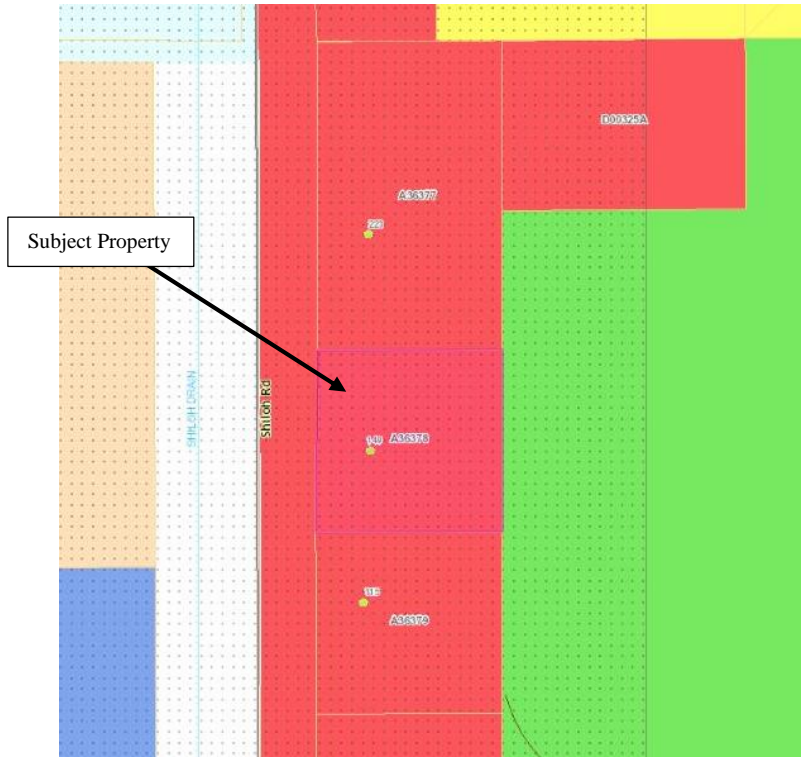 D00325A
A36377
223
Subject Property
SHILOH DRAIN
Shiloh Rd
A36378
A36379